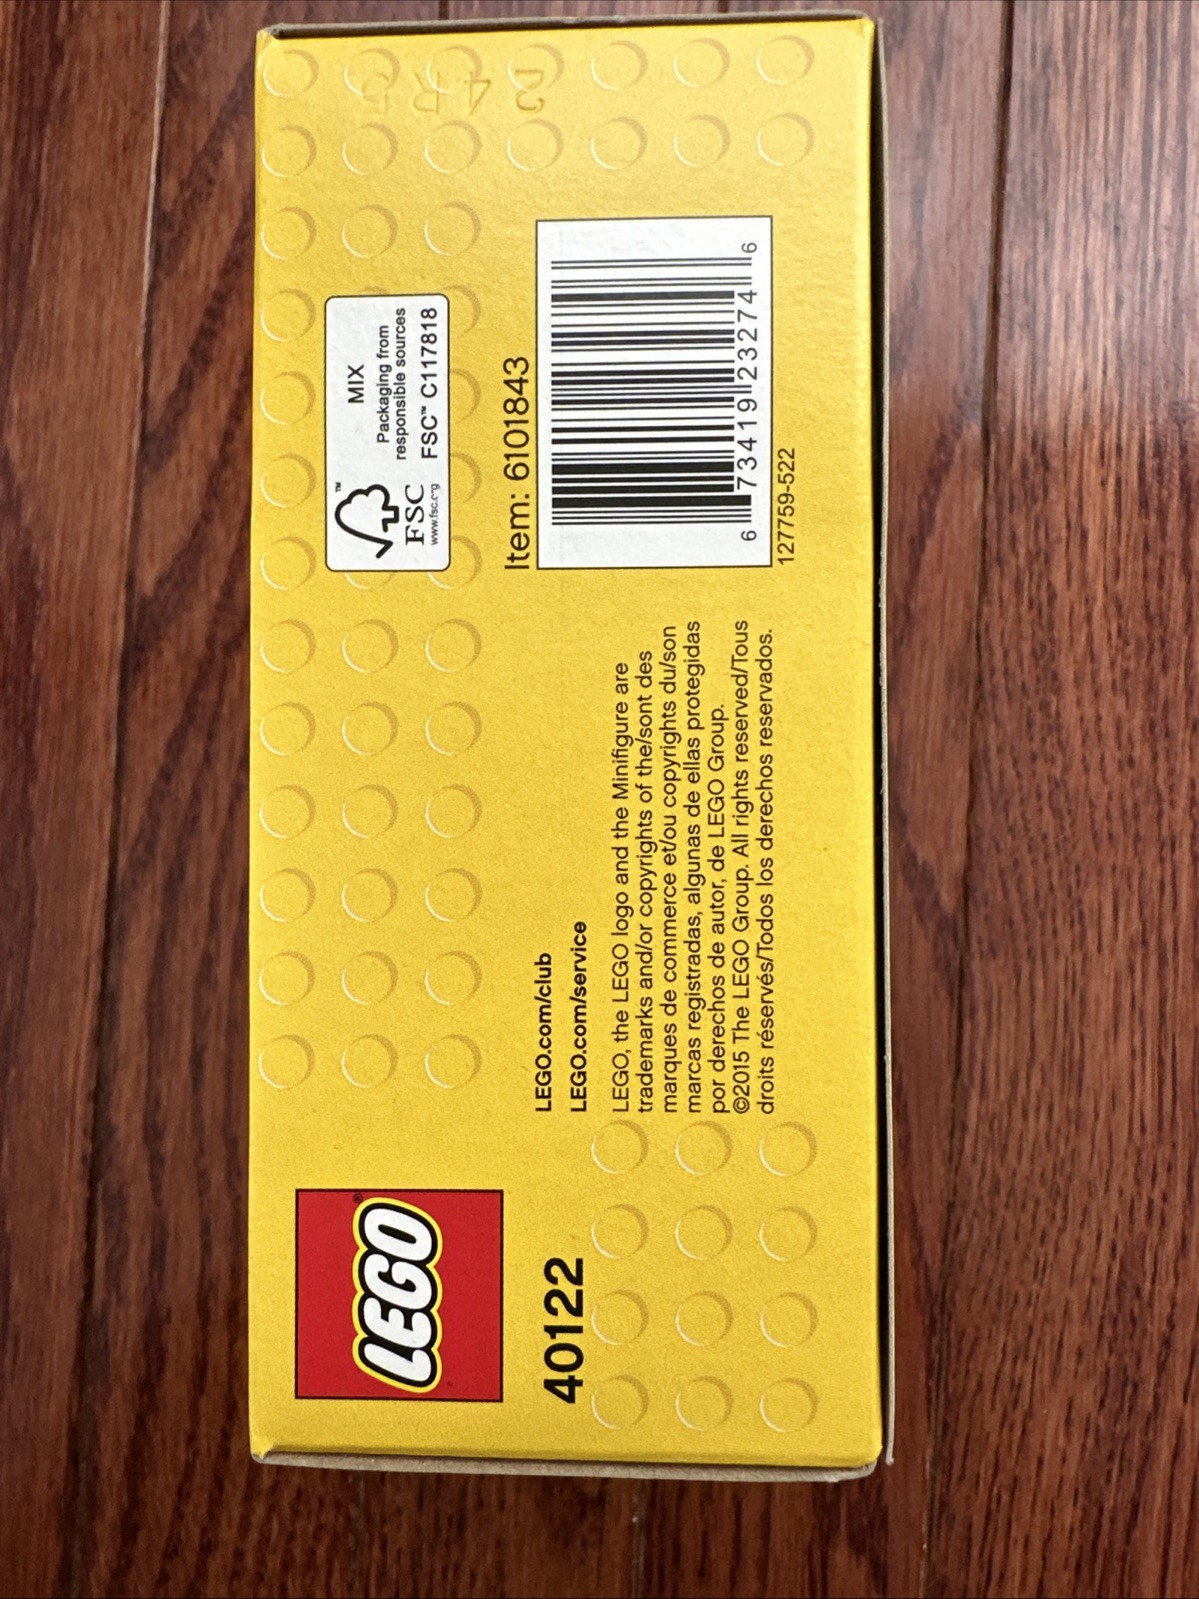 MIX
Packaging from
responsible sources
FSC™ C117818
™
FSC
www.fsc.org
Item: 6101843
6 73419 23274 6
127759-522
LEGO.com/club
LEGO.com/service
LEGO, the LEGO logo and the Minifigure are
trademarks and/or copyrights of the/sont des
marques de commerce et/ou copyrights du/son
marcas registradas, algunas de ellas protegidas
por derechos de autor, de LEGO Group.
©2015 The LEGO Group. All rights reserved/Tous
droits réservés/Todos los derechos reservados.
LEGO®
40122